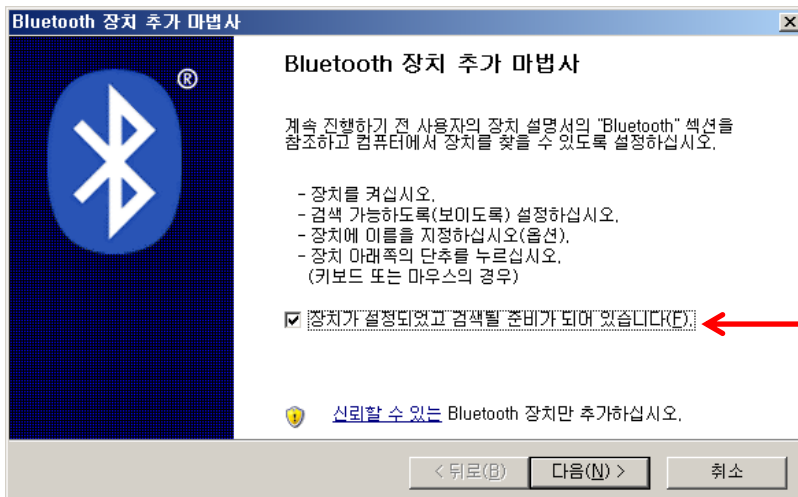 Bluetooth 장치 추가 마법사
®
Bluetooth 장치 추가 마법사
계속 진행하기 전 사용자의 장치 설명서의 "Bluetooth" 섹션을
참조하고 컴퓨터에서 장치를 찾을 수 있도록 설정하십시오.
- 장치를 켜십시오.
- 검색 가능하도록(보이도록) 설정하십시오.
- 장치에 이름을 지정하십시오(옵션).
- 장치 아래쪽의 단추를 누르십시오.
(키보드 또는 마우스의 경우)
장치가 설정되었고 검색될 준비가 되어 있습니다(F).
신뢰할 수 있는 Bluetooth 장치만 추가하십시오.
< 뒤로(B) 다음(N) > 취소